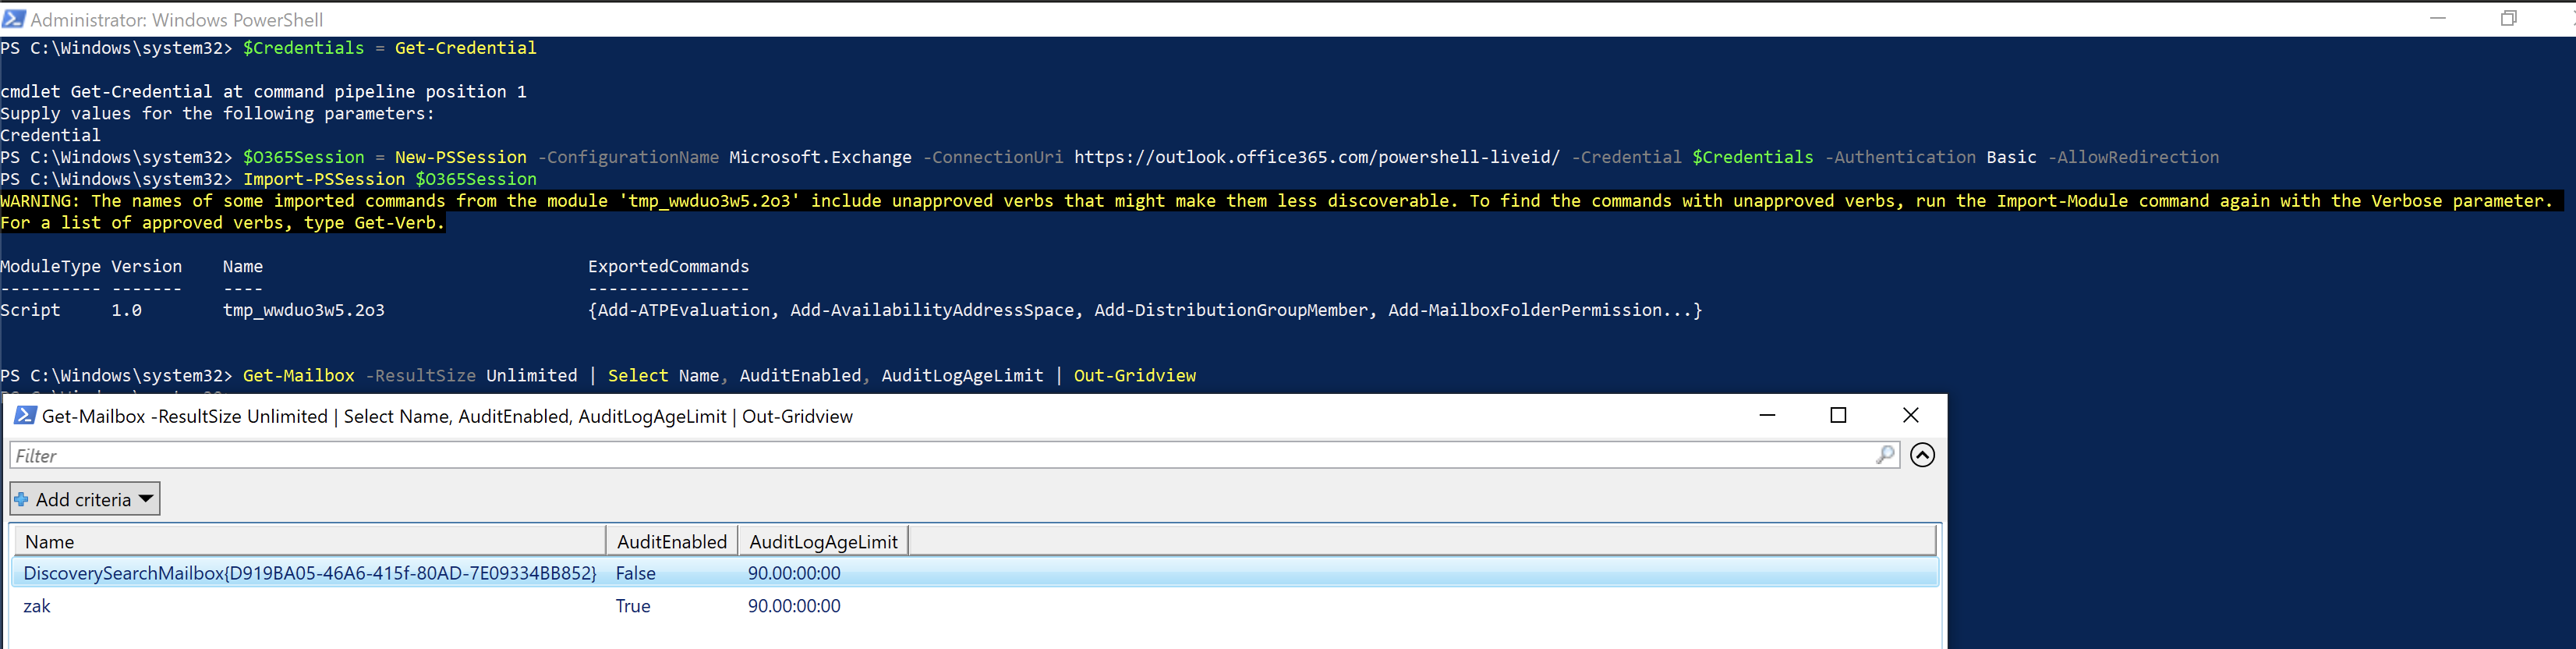 Administrator: Windows PowerShell
PS C:\Windows\system32> $Credentials = Get-Credential
cmdlet Get-Credential at command pipeline position 1
Supply values for the following parameters:
Credential
PS C:\Windows\system32> $O365Session = New-PSSession -ConfigurationName Microsoft.Exchange -ConnectionUri https://outlook.office365.com/powershell-liveid/ -Credential $Credentials -Authentication Basic -AllowRedirection
PS C:\Windows\system32> Import-PSSession $O365Session
WARNING: The names of some imported commands from the module 'tmp_wwduo3w5.2o3' include unapproved verbs that might make them less discoverable. To find the commands with unapproved verbs, run the Import-Module command again with the Verbose parameter.
For a list of approved verbs, type Get-Verb.
ModuleType Version    Name                                ExportedCommands
---------- -------    ----                                ----------------
Script     1.0        tmp_wwduo3w5.2o3                    {Add-ATPEvaluation, Add-AvailabilityAddressSpace, Add-DistributionGroupMember, Add-MailboxFolderPermission...}
PS C:\Windows\system32> Get-Mailbox -ResultSize Unlimited | Select Name, AuditEnabled, AuditLogAgeLimit | Out-Gridview
Get-Mailbox -ResultSize Unlimited | Select Name, AuditEnabled, AuditLogAgeLimit | Out-Gridview
Filter
Add criteria
Name AuditEnabled AuditLogAgeLimit
DiscoverySearchMailbox{D919BA05-46A6-415f-80AD-7E09334BB852} False 90.00:00:00
zak True 90.00:00:00